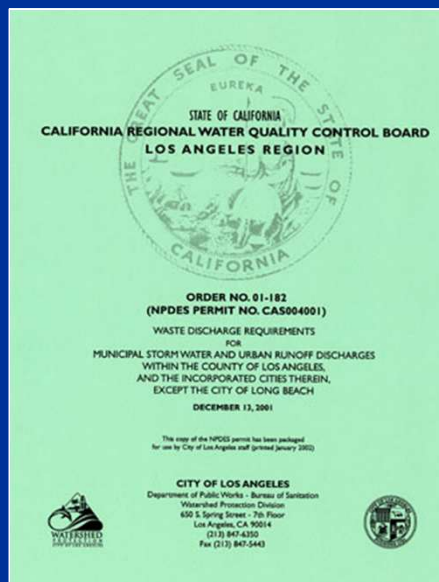 THE GREAT SEAL OF THE STATE OF CALIFORNIA
EUREKA
STATE OF CALIFORNIA
CALIFORNIA REGIONAL WATER QUALITY CONTROL BOARD
LOS ANGELES REGION
ORDER NO. 01-182
(NPDES PERMIT NO. CAS004001)
WASTE DISCHARGE REQUIREMENTS
FOR
MUNICIPAL STORM WATER AND URBAN RUNOFF DISCHARGES
WITHIN THE COUNTY OF LOS ANGELES,
AND THE INCORPORATED CITIES THEREIN,
EXCEPT THE CITY OF LONG BEACH
DECEMBER 13, 2001
This copy of the NPDES permit has been packaged
for use by City of Los Angeles staff (printed January 2002)
CITY OF LOS ANGELES
Department of Public Works - Bureau of Sanitation
Watershed Protection Division
650 S. Spring Street - 7th Floor
Los Angeles, CA 90014
(213) 847-6350
Fax (213) 847-5443
WATERSHED
PROTECTION